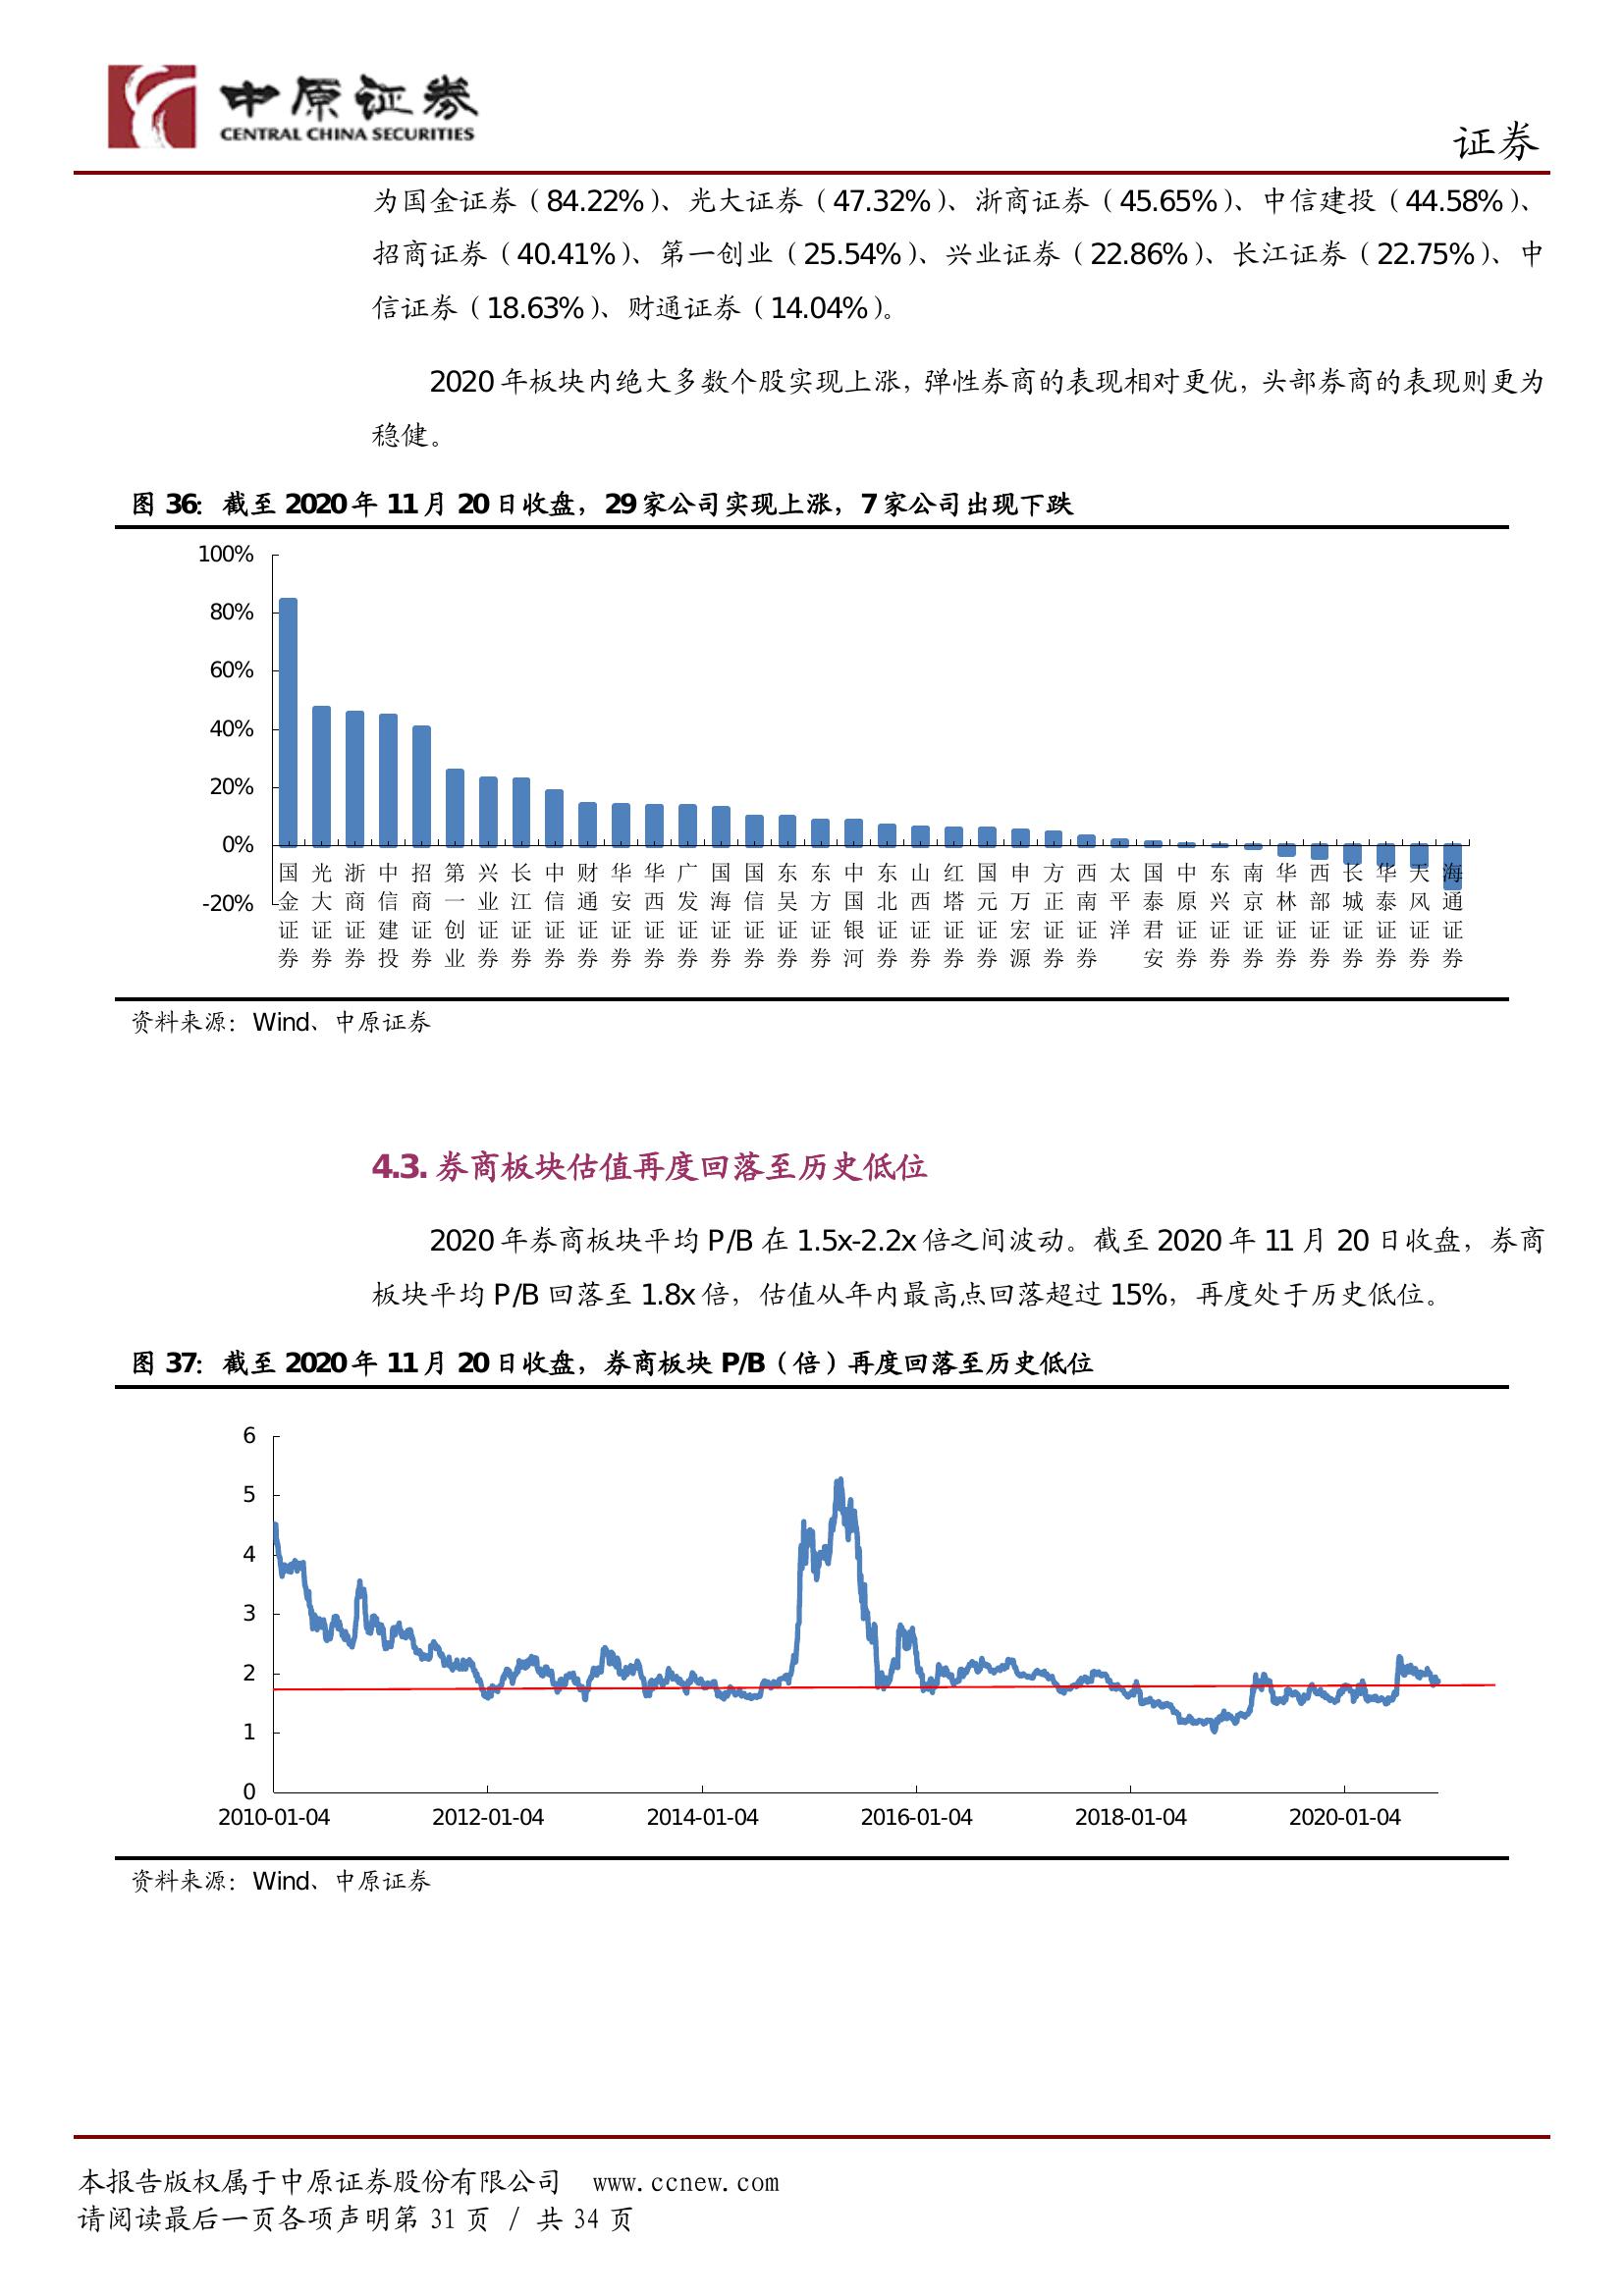 中原证券
CENTRAL CHINA SECURITIES
证券
为国金证券（84.22%）、光大证券（47.32%）、浙商证券（45.65%）、中信建投（44.58%）、
招商证券（40.41%）、第一创业（25.54%）、兴业证券（22.86%）、长江证券（22.75%）、中
信证券（18.63%）、财通证券（14.04%）。
2020 年板块内绝大多数个股实现上涨，弹性券商的表现相对更优，头部券商的表现则更为
稳健。
图 36：截至 2020 年 11 月 20 日收盘，29 家公司实现上涨，7 家公司出现下跌
100%
80%
60%
40%
20%
0%
-20%
国金证券
光大证券
浙商证券
中信建投
招商证券
第一创业
兴业证券
长江证券
中信证券
财通证券
华安证券
华西证券
广发证券
国海证券
国信证券
东吴证券
东方证券
中国银河
东北证券
山西证券
红塔证券
国元证券
申万宏源
方正证券
西南证券
太平洋
国泰君安
中原证券
东兴证券
南京证券
华林证券
西部证券
长城证券
华泰证券
天风证券
海通证券
资料来源：Wind、中原证券
4.3. 券商板块估值再度回落至历史低位
2020 年券商板块平均 P/B 在 1.5x-2.2x 倍之间波动。截至 2020 年 11 月 20 日收盘，券商
板块平均 P/B 回落至 1.8x 倍，估值从年内最高点回落超过 15%，再度处于历史低位。
图 37：截至 2020 年 11 月 20 日收盘，券商板块 P/B（倍）再度回落至历史低位
6
5
4
3
2
1
0
2010-01-04 2012-01-04 2014-01-04 2016-01-04 2018-01-04 2020-01-04
资料来源：Wind、中原证券
本报告版权属于中原证券股份有限公司 www.ccnew.com
请阅读最后一页各项声明第 31 页 / 共 34 页